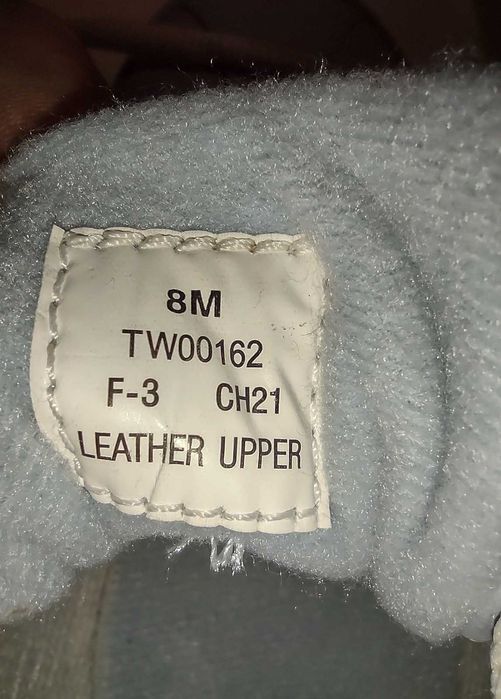 8M
TW00162
F-3 CH21
LEATHER UPPER